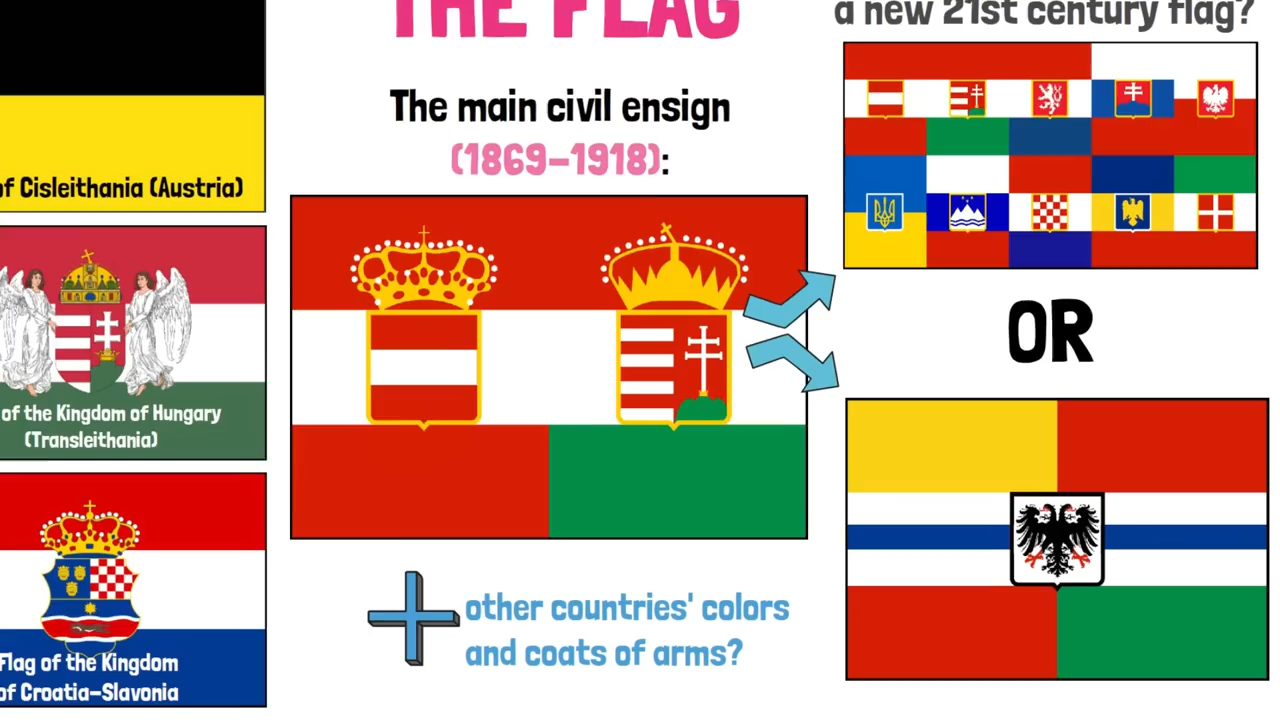 THE FLAG
a new 21st century flag?
The main civil ensign
(1869–1918):
of Cisleithania (Austria)
of the Kingdom of Hungary
(Transleithania)
OR
other countries' colors
and coats of arms?
Flag of the Kingdom
of Croatia–Slavonia